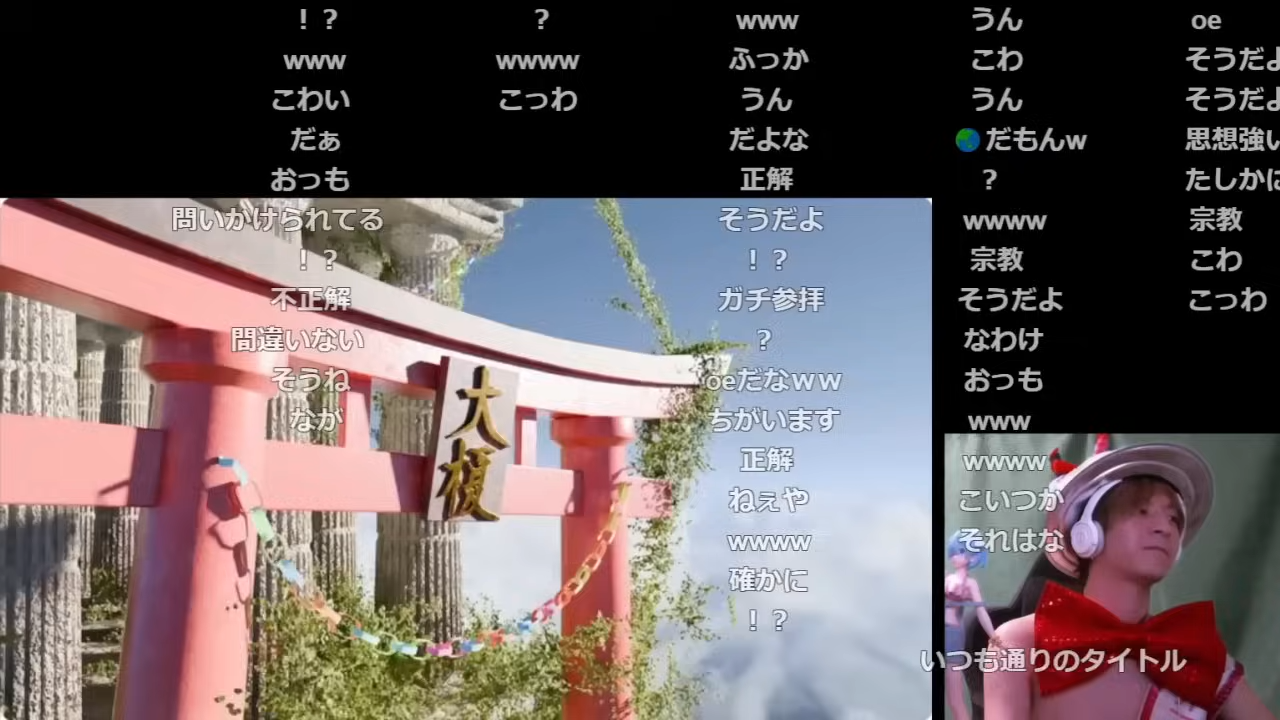 ！？
www
こわい
だぁ
おっも
問いかけられてる
！？
不正解
間違いない
そうね
なが
？
wwww
こっわ
大榎
www
ふっか
うん
だよな
正解
そうだよ
！？
ガチ参拝
？
oeだなｗｗ
ちがいます
正解
ねぇや
wwww
確かに
！？
うん
こわ
うん
だもんw
？
wwww
宗教
そうだよ
なわけ
おっも
www
wwww
こいつが
それはな
いつも通りのタイトル
oe
そうだよ
そうだよ
思想強い
たしかに
宗教
こわ
こっわ